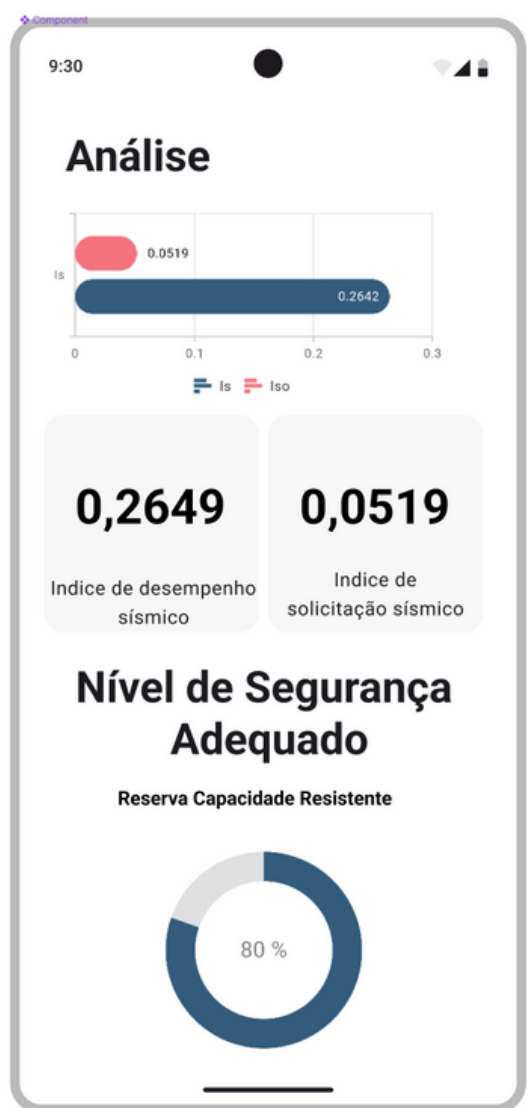 Component
9:30
Análise
0.0519
Is
0.2642
0 0.1 0.2 0.3
Is Iso
0,2649 0,0519
Indice de desempenho
sísmico
Indice de
solicitação sísmico
Nível de Segurança
Adequado
Reserva Capacidade Resistente
80 %